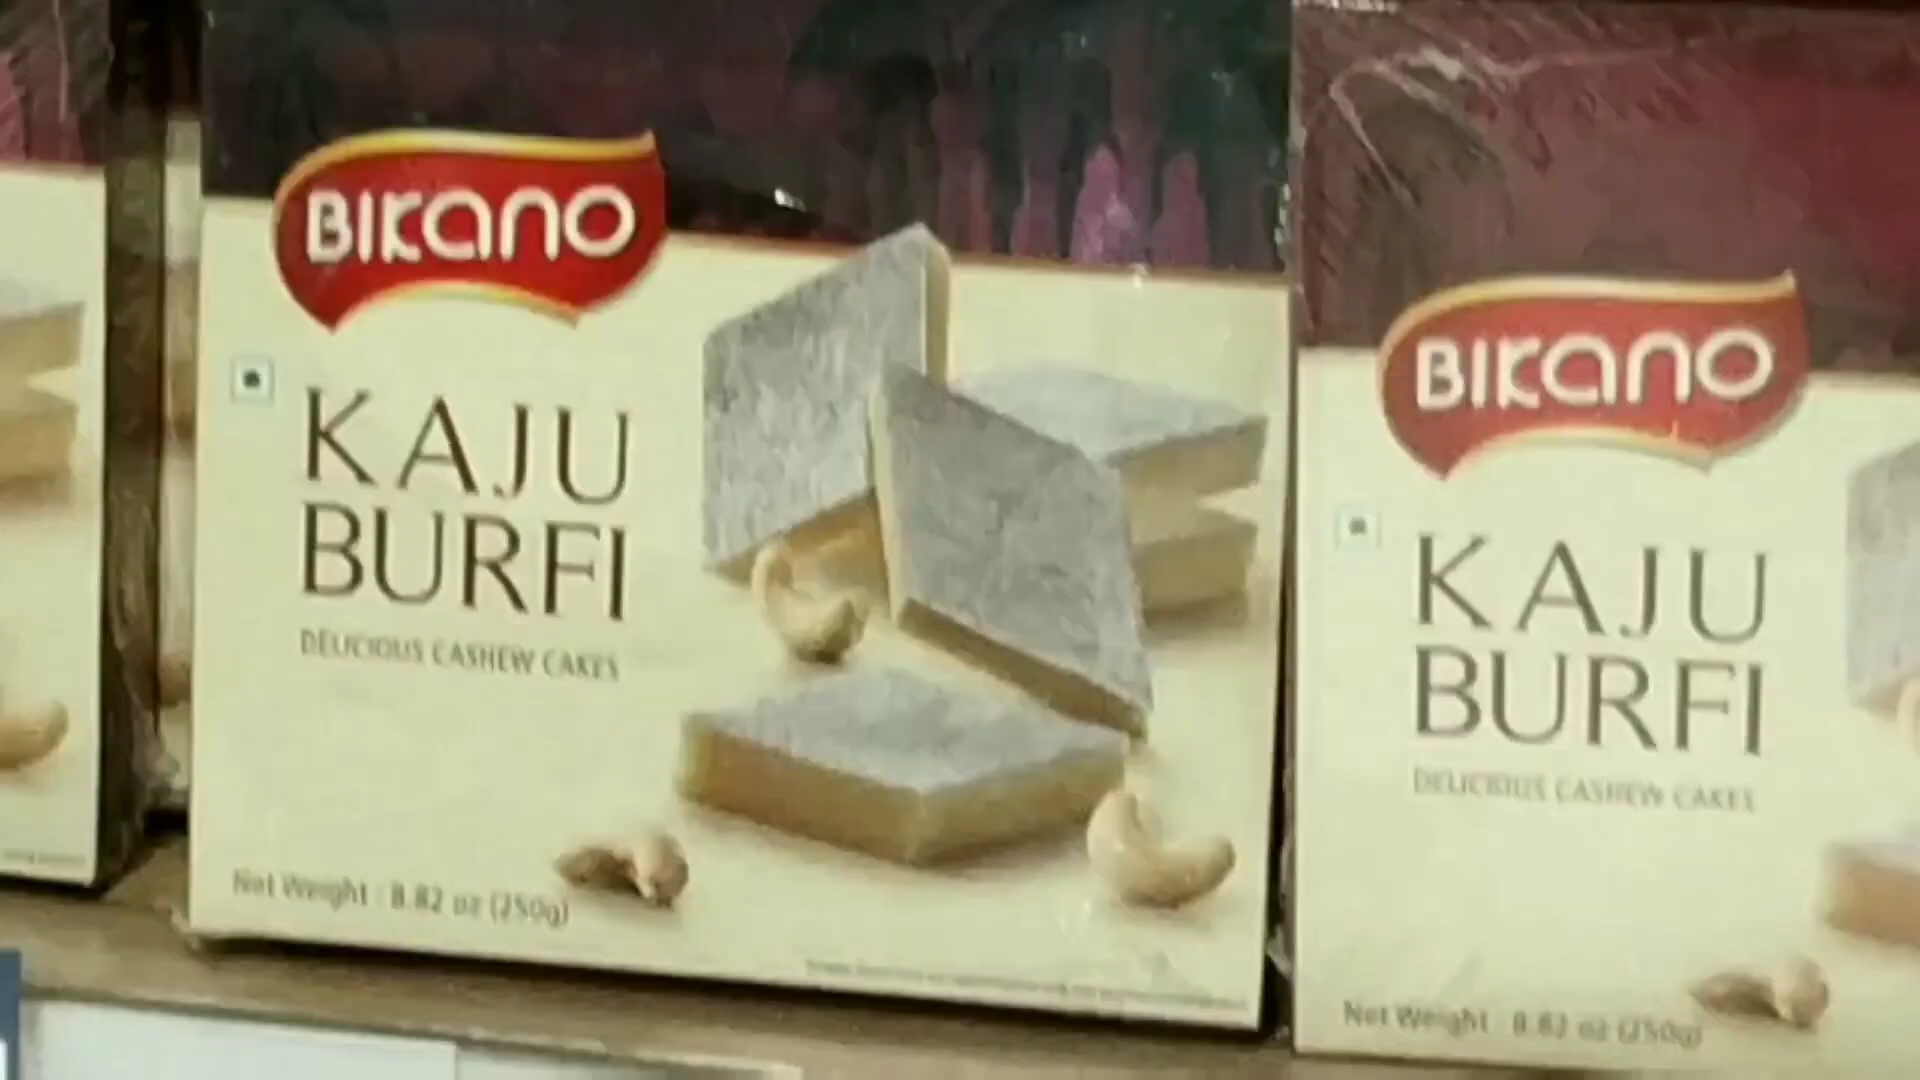 BIKANO
KAJU
BURFI
DELICIOUS CASHEW CAKES
Net Weight : 8.82 oz (250g)
BIKANO
KAJU
BURFI
DELICIOUS CASHEW CAKES
Net Weight : 8.82 oz (250g)